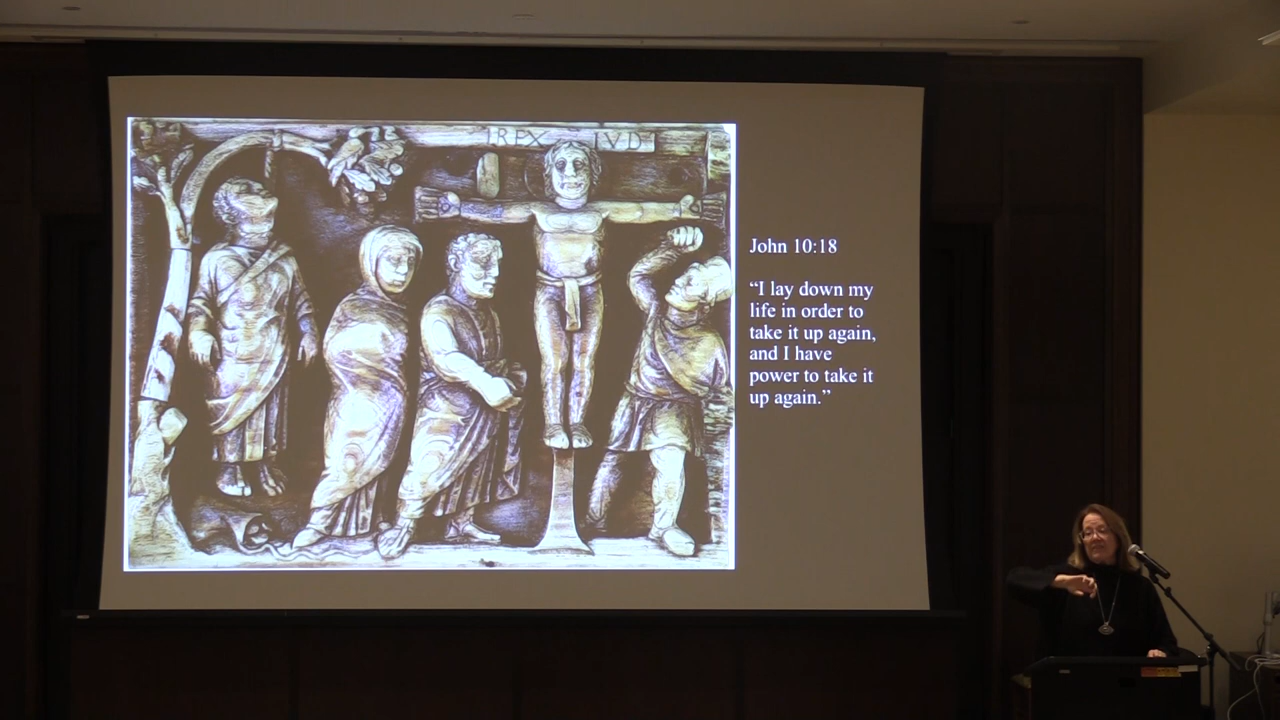 REX IVD
John 10:18
“I lay down my
life in order to
take it up again,
and I have
power to take it
up again.”